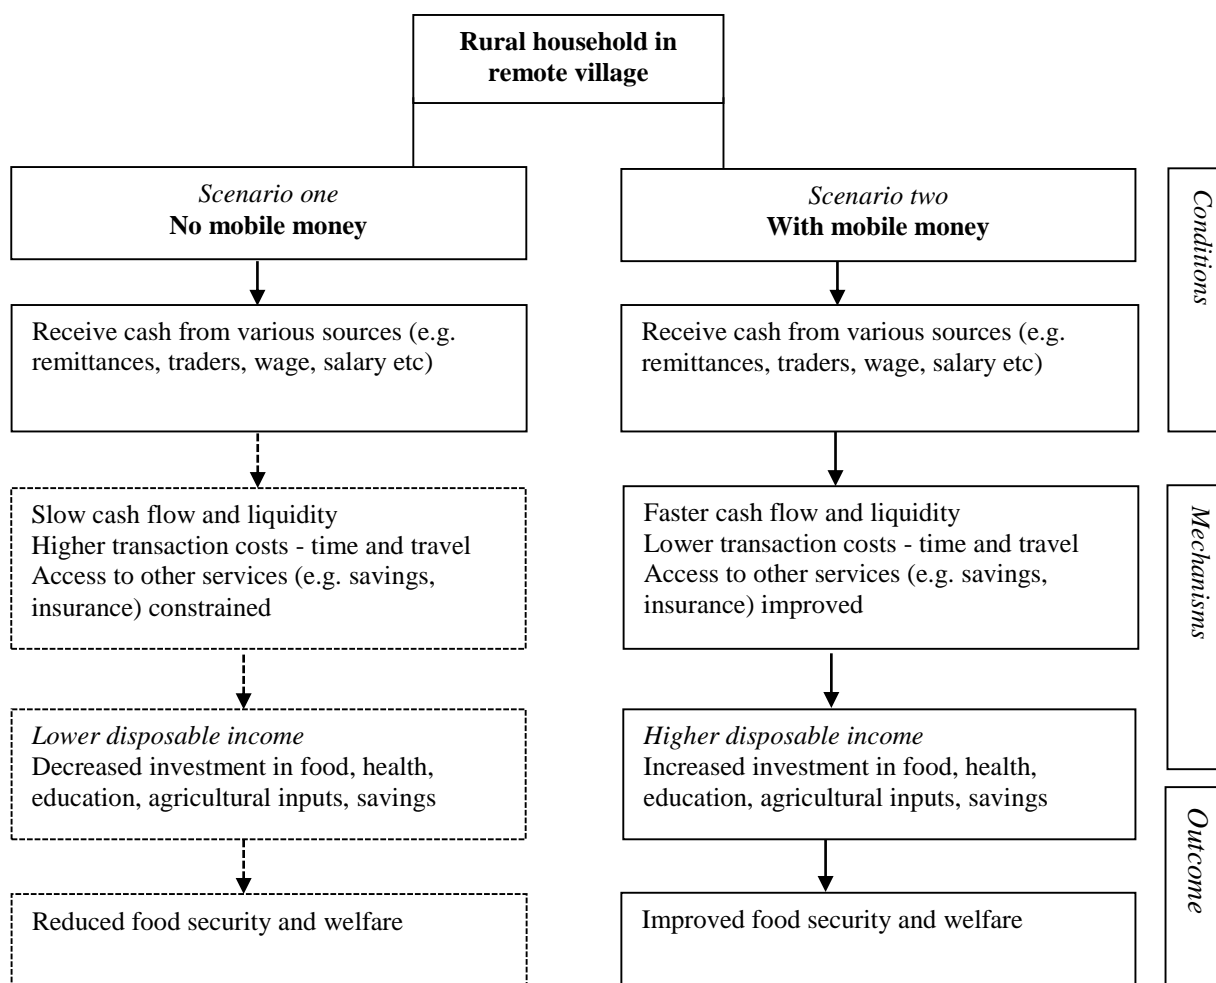 Rural household in
remote village
Scenario one
No mobile money
Scenario two
With mobile money
Conditions
Receive cash from various sources (e.g.
remittances, traders, wage, salary etc)
Receive cash from various sources (e.g.
remittances, traders, wage, salary etc)
Slow cash flow and liquidity
Higher transaction costs - time and travel
Access to other services (e.g. savings,
insurance) constrained
Faster cash flow and liquidity
Lower transaction costs - time and travel
Access to other services (e.g. savings,
insurance) improved
Mechanisms
Lower disposable income
Decreased investment in food, health,
education, agricultural inputs, savings
Higher disposable income
Increased investment in food, health,
education, agricultural inputs, savings
Outcome
Reduced food security and welfare
Improved food security and welfare